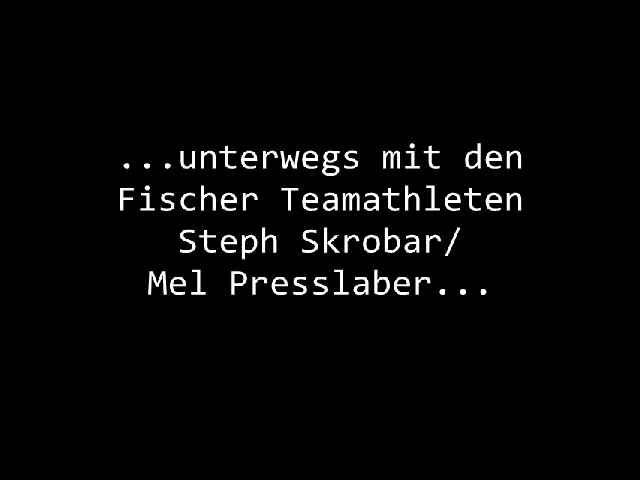 ...unterwegs mit den
Fischer Teamathleten
Steph Skrobar/
Mel Presslaber...